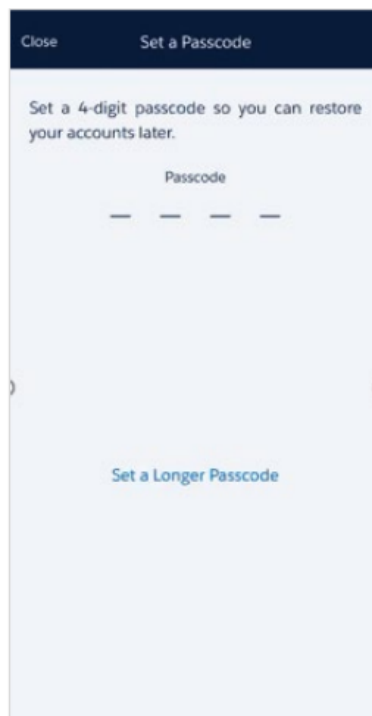 Close Set a Passcode
Set a 4-digit passcode so you can restore
your accounts later.
Passcode
Set a Longer Passcode